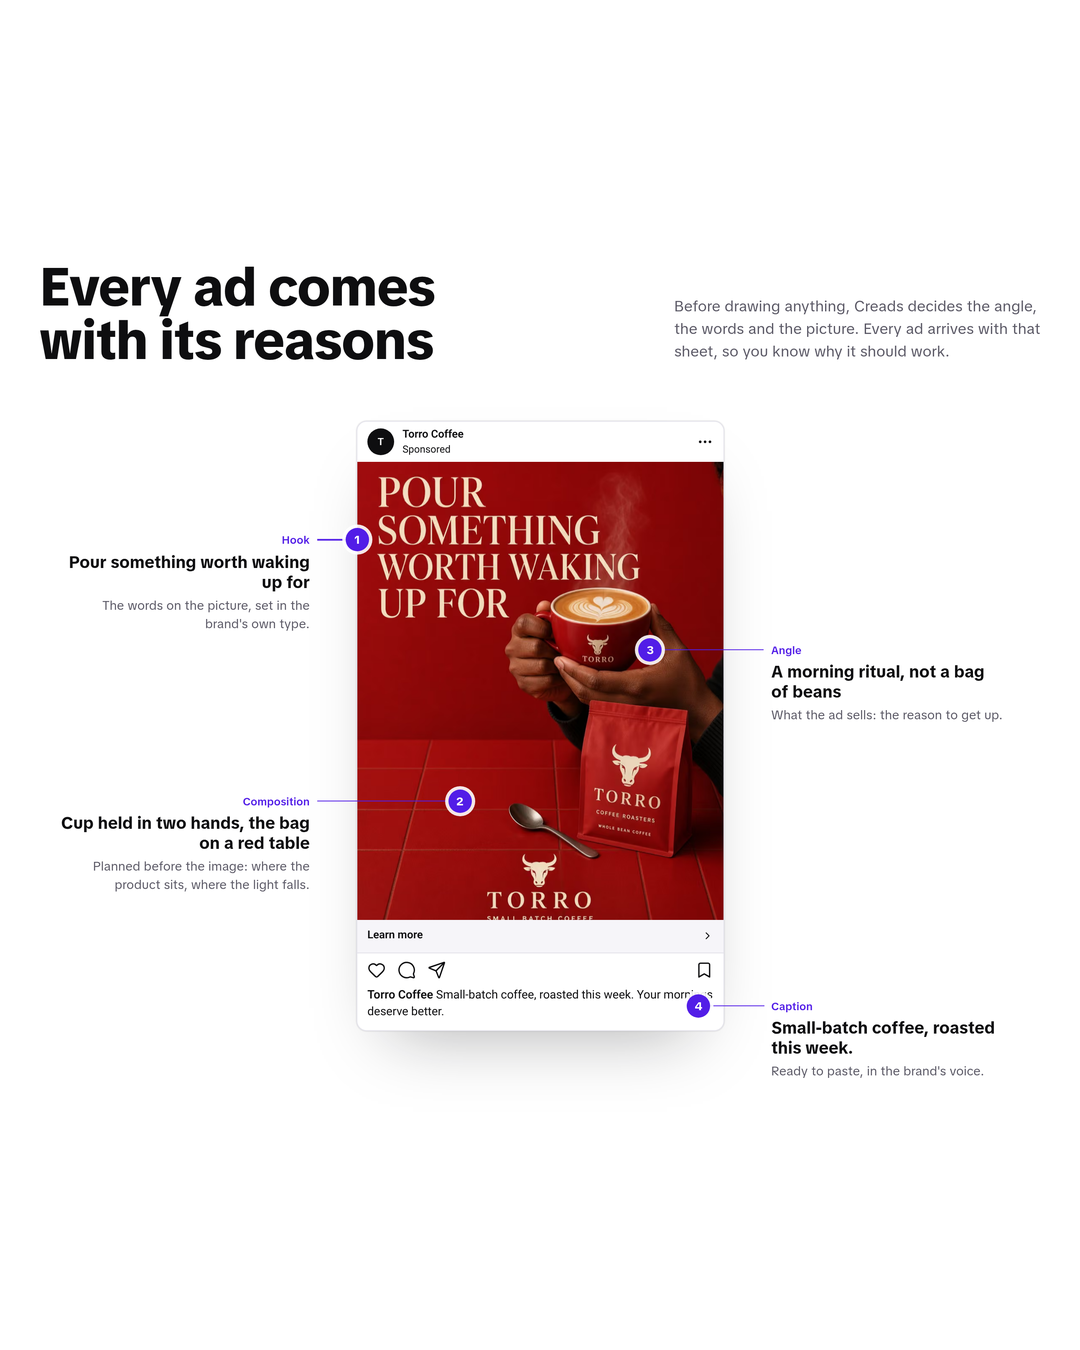 Every ad comes
with its reasons
Before drawing anything, Creads decides the angle,
the words and the picture. Every ad arrives with that
sheet, so you know why it should work.
T
Torro Coffee
Sponsored
POUR
SOMETHING
WORTH WAKING
UP FOR
TORRO
TORRO
COFFEE ROASTERS
WHOLE BEAN COFFEE
TORRO
SMALL BATCH COFFEE
Learn more
Torro Coffee Small-batch coffee, roasted this week. Your mornings
deserve better.
Hook
1
Pour something worth waking
up for
The words on the picture, set in the
brand's own type.
Composition
2
Cup held in two hands, the bag
on a red table
Planned before the image: where the
product sits, where the light falls.
3
Angle
A morning ritual, not a bag
of beans
What the ad sells: the reason to get up.
4
Caption
Small-batch coffee, roasted
this week.
Ready to paste, in the brand's voice.